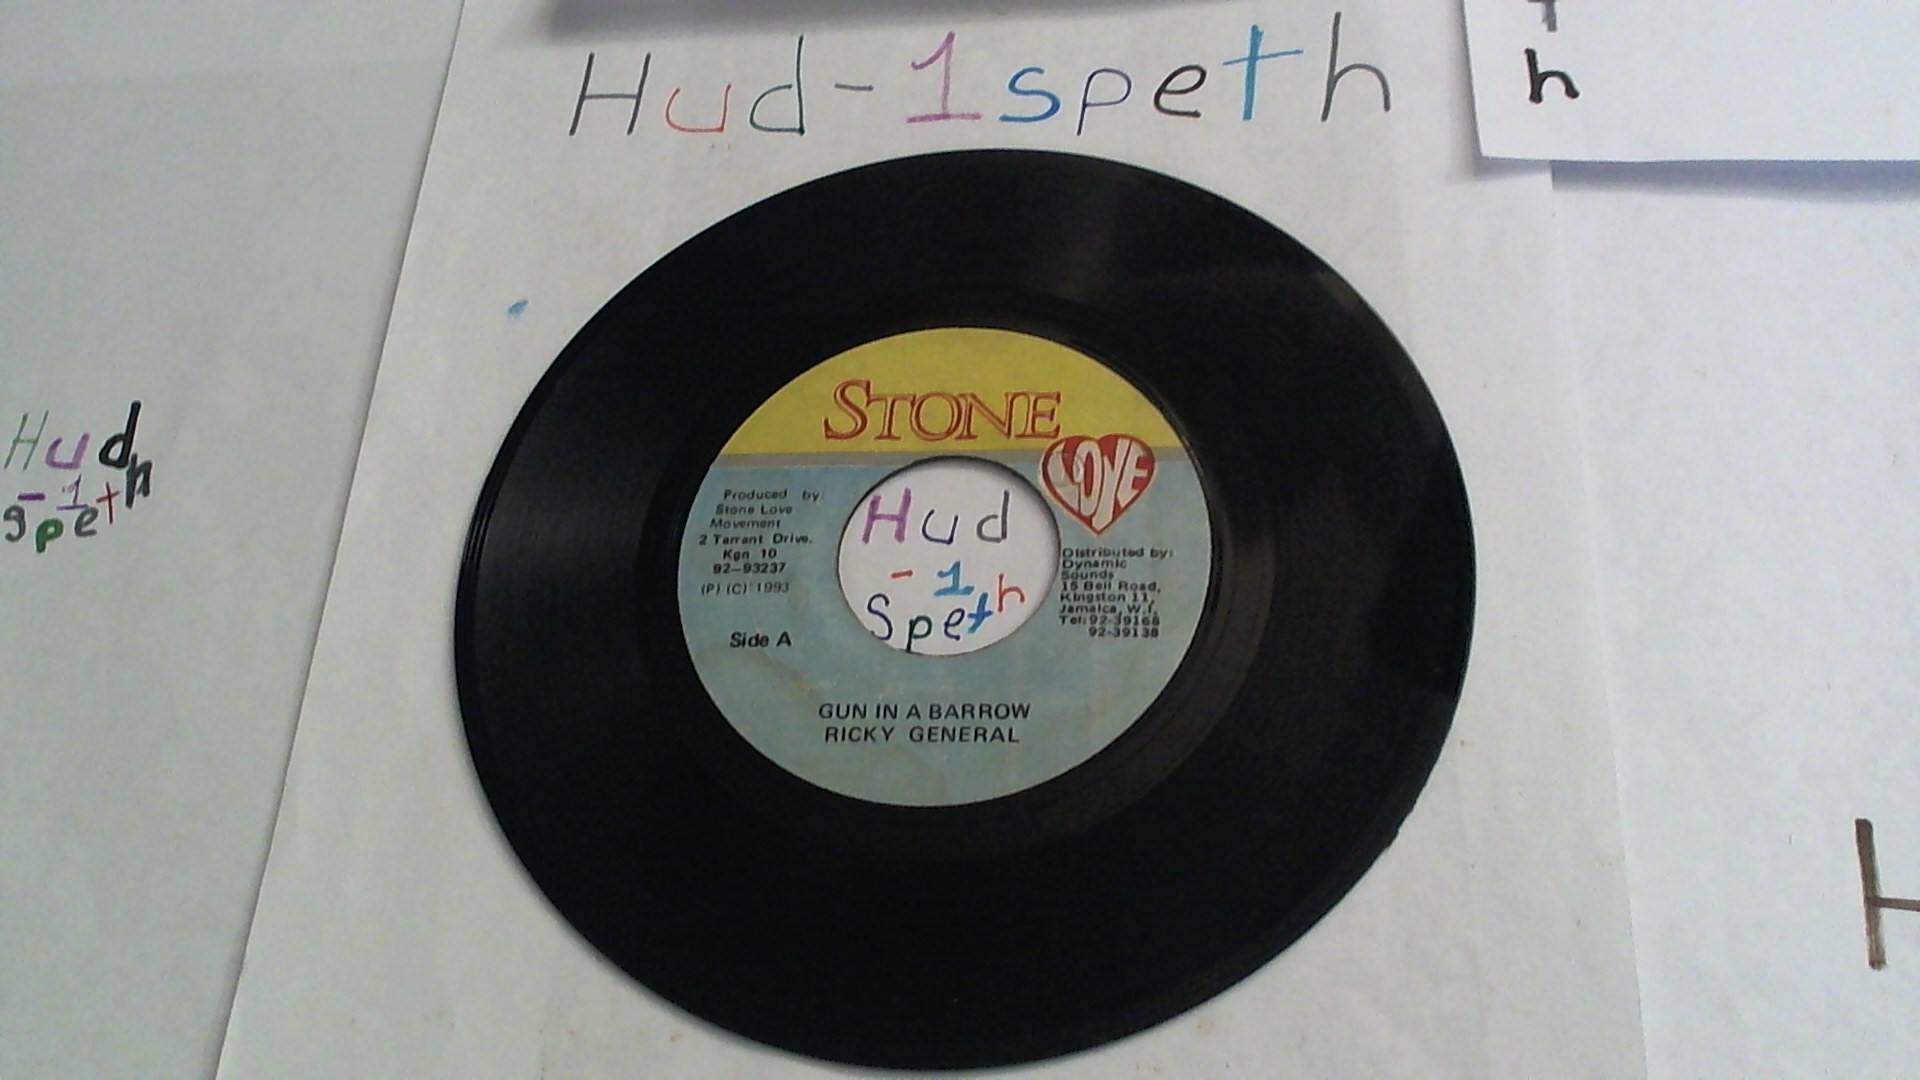 Hud-1speth
h
Hud
-1
speth
STONE
LOVE
Produced by:
Stone Love
Movement
2 Tarrant Drive.
Kgn 10
92-93237
(P) (C) 1993
Side A
Hud
-1
Speth
Distributed by:
Dynamic
Sounds
15 Bell Road,
Kingston 11,
Jamaica, W.I.
Tel: 92-39168
92-39138
GUN IN A BARROW
RICKY GENERAL
H